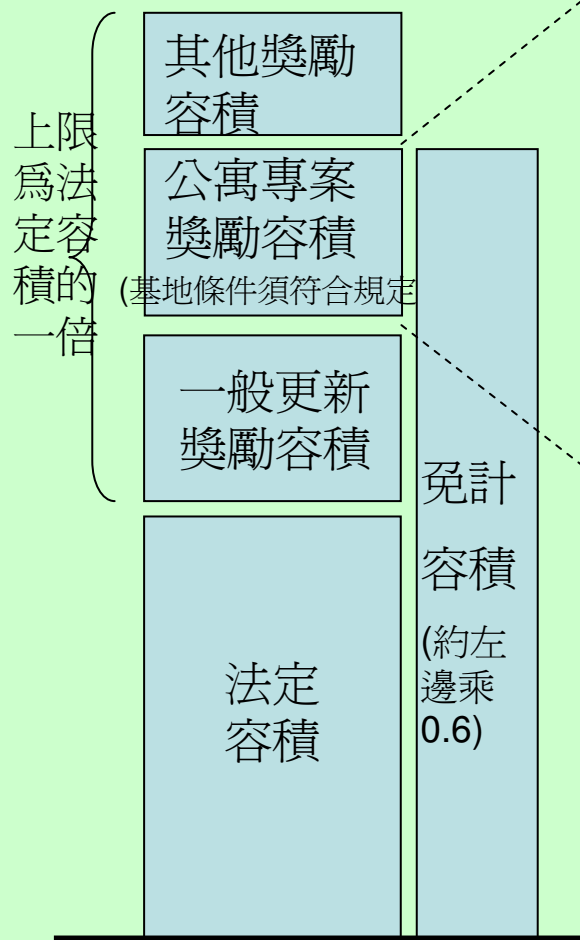 其他獎勵
容積
上限
爲法
定容
積的
一倍
公寓專案
獎勵容積
(基地條件須符合規定
一般更新
獎勵容積
法定
容積
免計
容積
(約左
邊乘
0.6)